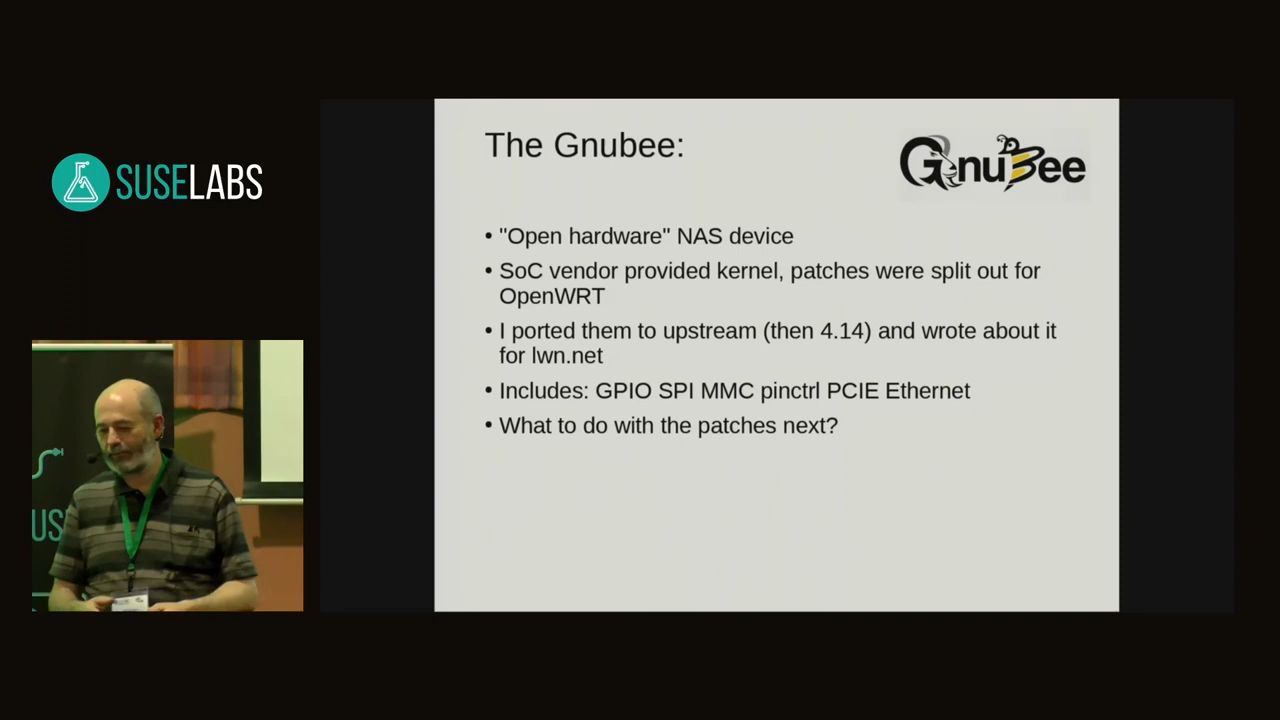 SUSELABS
The Gnubee:
GnuBee
• "Open hardware" NAS device
• SoC vendor provided kernel, patches were split out for
OpenWRT
• I ported them to upstream (then 4.14) and wrote about it
for lwn.net
• Includes: GPIO SPI MMC pinctrl PCIE Ethernet
• What to do with the patches next?
US